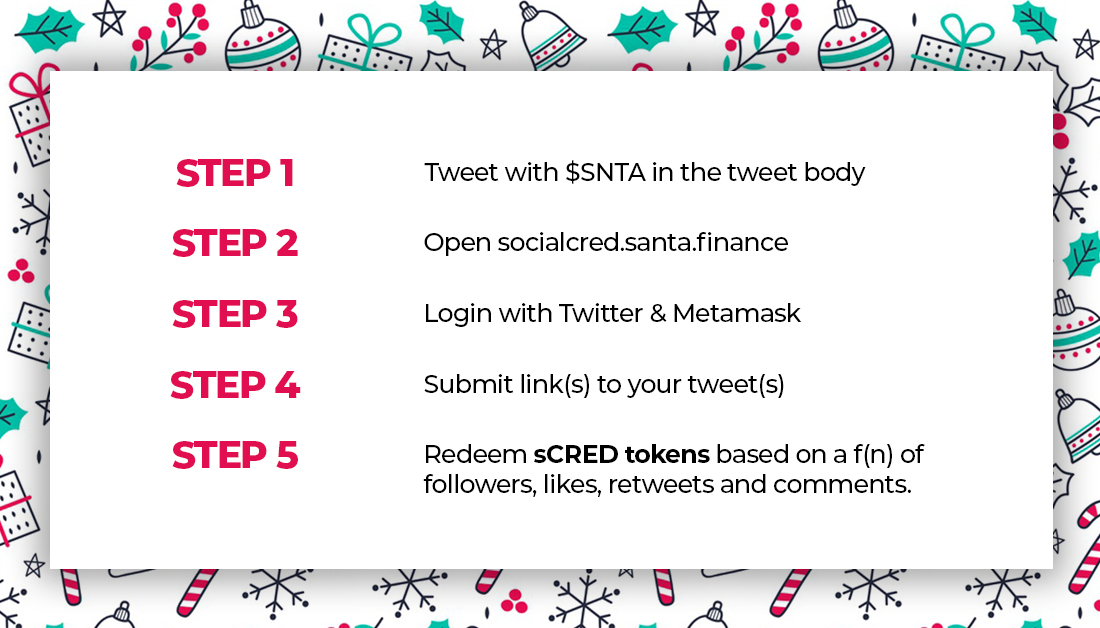 STEP 1 Tweet with $SNTA in the tweet body
STEP 2 Open socialcred.santa.finance
STEP 3 Login with Twitter & Metamask
STEP 4 Submit link(s) to your tweet(s)
STEP 5 Redeem sCRED tokens based on a f(n) of
followers, likes, retweets and comments.